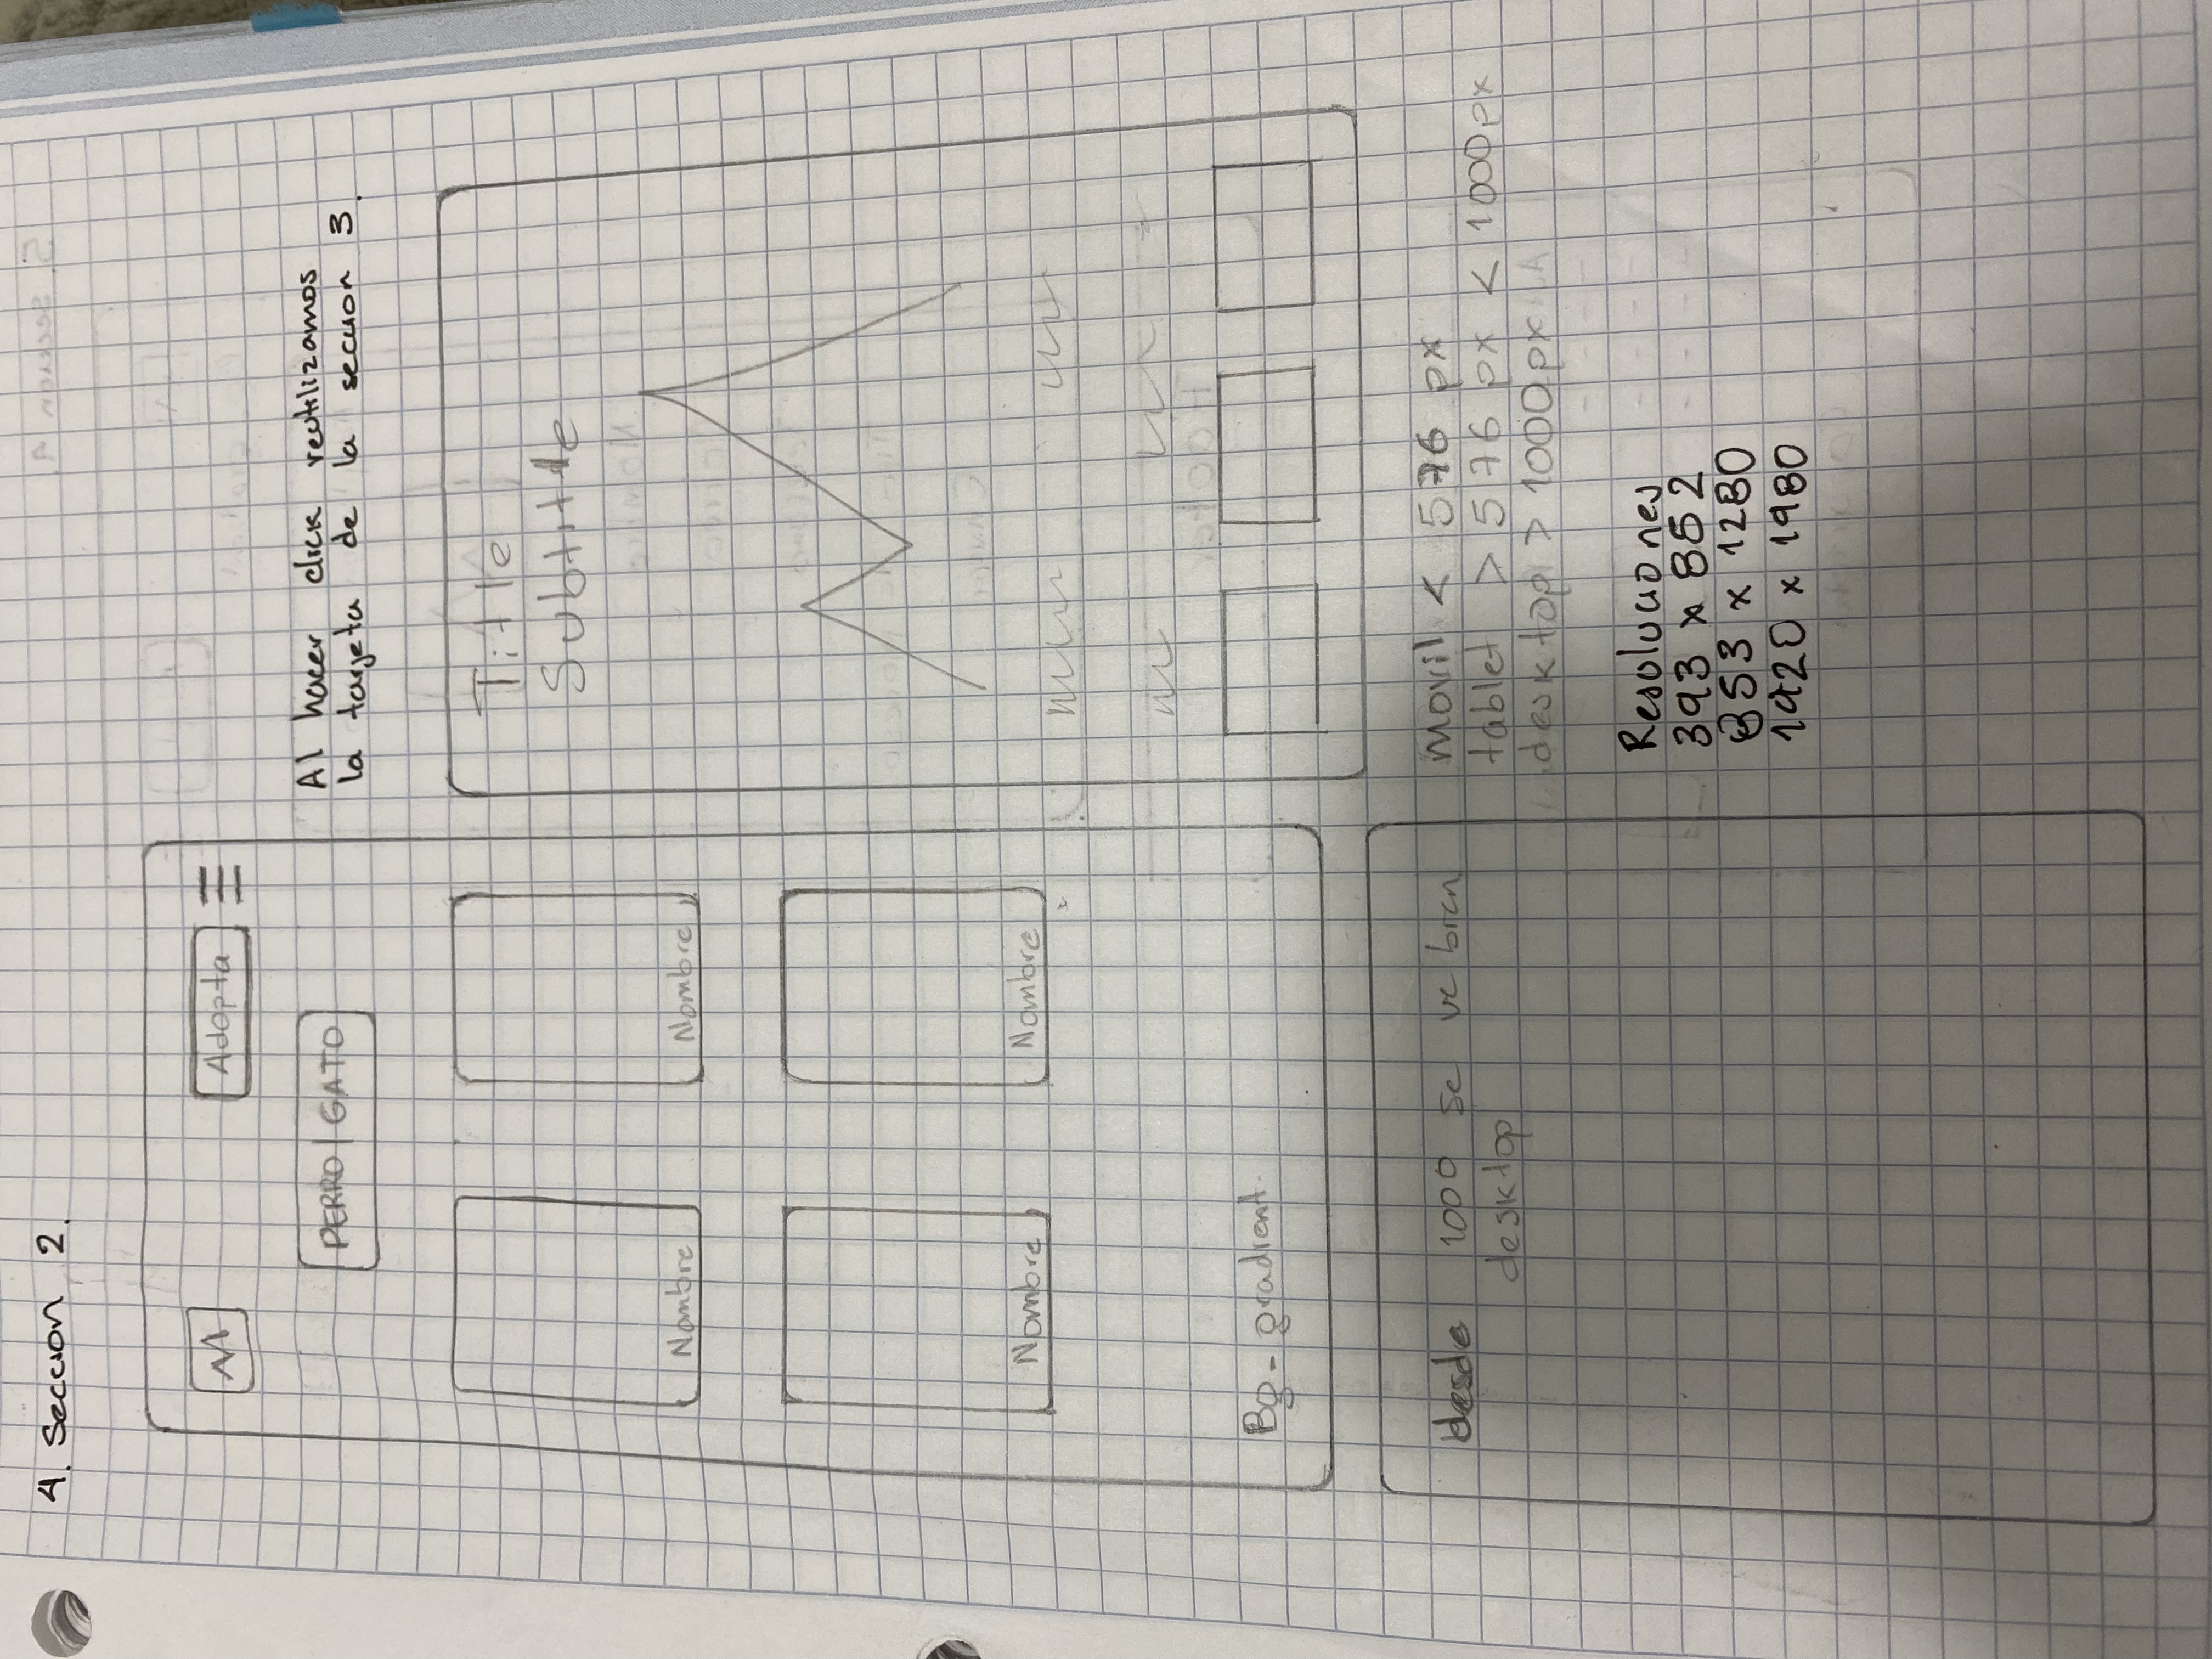 4. Seccion 2.
Adopta
PERRO | GATO
Nombre
Nombre
Nombre
Nombre
Bg-gradient.
Al hacer click reutilizamos
la tarjeta de la seccion 3.
Title
Subtitle
desde 1000 se ve bien
desktop
movil < 576 px
tablet > 576 px < 1000px
desktop > 1000px
Resoluciones
393 x 852
853 x 1280
1920 x 1980